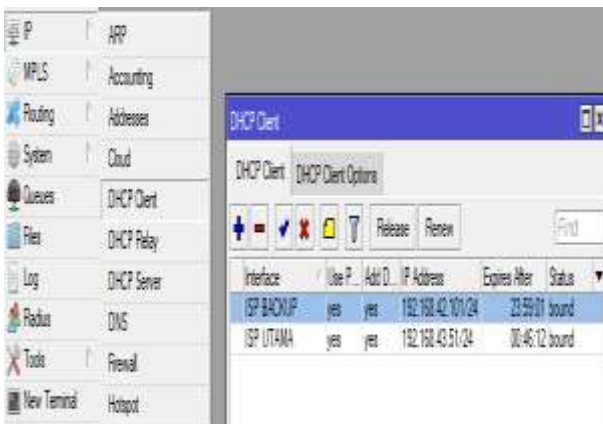 IP
MPLS
Routing
System
Queues
Files
Log
Radius
Tools
New Terminal
ARP
Accounting
Addresses
Cloud
DHCP Client
DHCP Relay
DHCP Server
DNS
Firewall
Hotspot
DHCP Client
DHCP Client DHCP Client Options
Release Renew Find
Interface Use P... Add D... IP Address Expires After Status
ISP BACKUP yes yes 192.168.42.101/24 23:59:01 bound
ISP UTAMA yes yes 192.168.43.51/24 00:46:12 bound